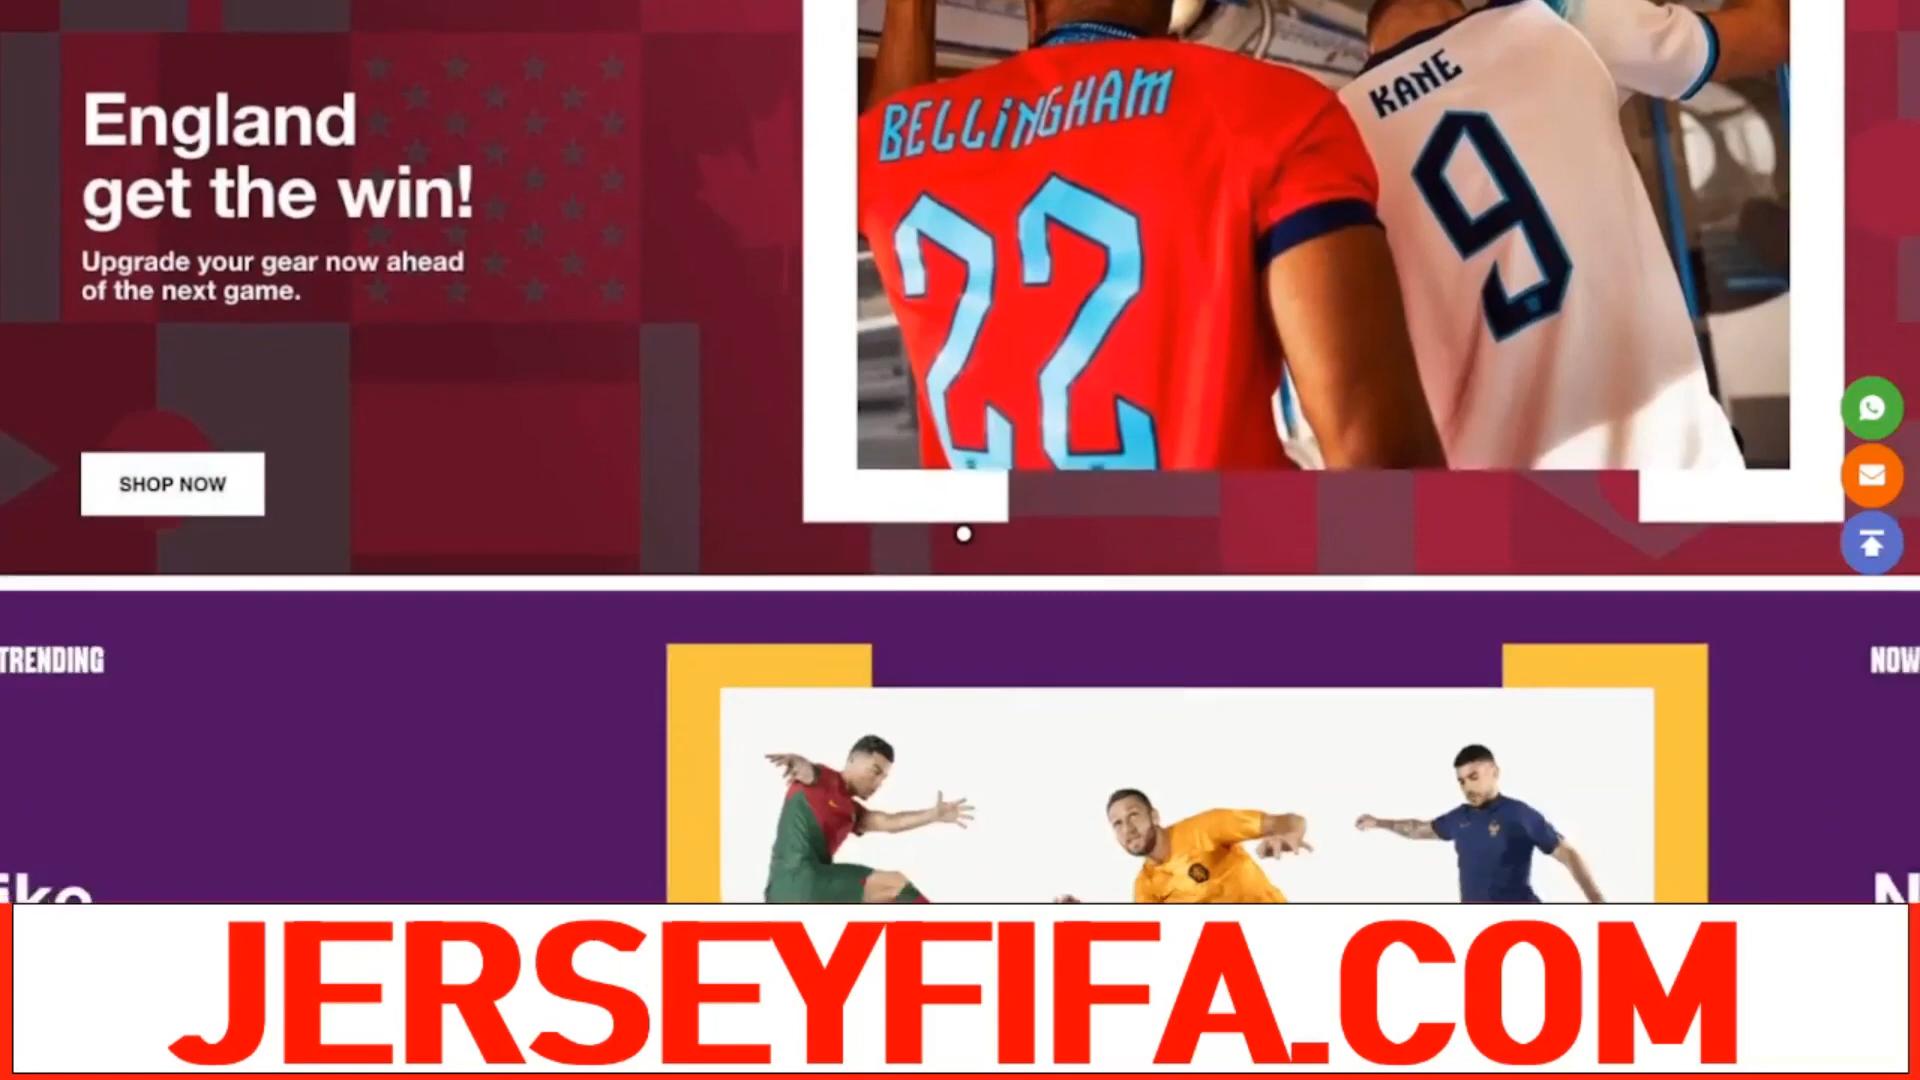 England
get the win!
Upgrade your gear now ahead
of the next game.
SHOP NOW
BELLINGHAM
22
KANE
9
TRENDING
NOW
JERSEYFIFA.COM